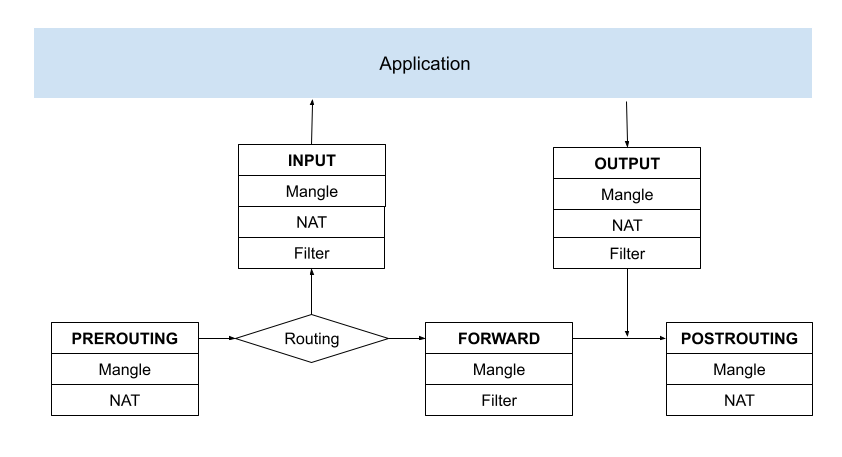 Application
INPUT
Mangle
NAT
Filter
OUTPUT
Mangle
NAT
Filter
PREROUTING
Mangle
NAT
Routing
FORWARD
Mangle
Filter
POSTROUTING
Mangle
NAT